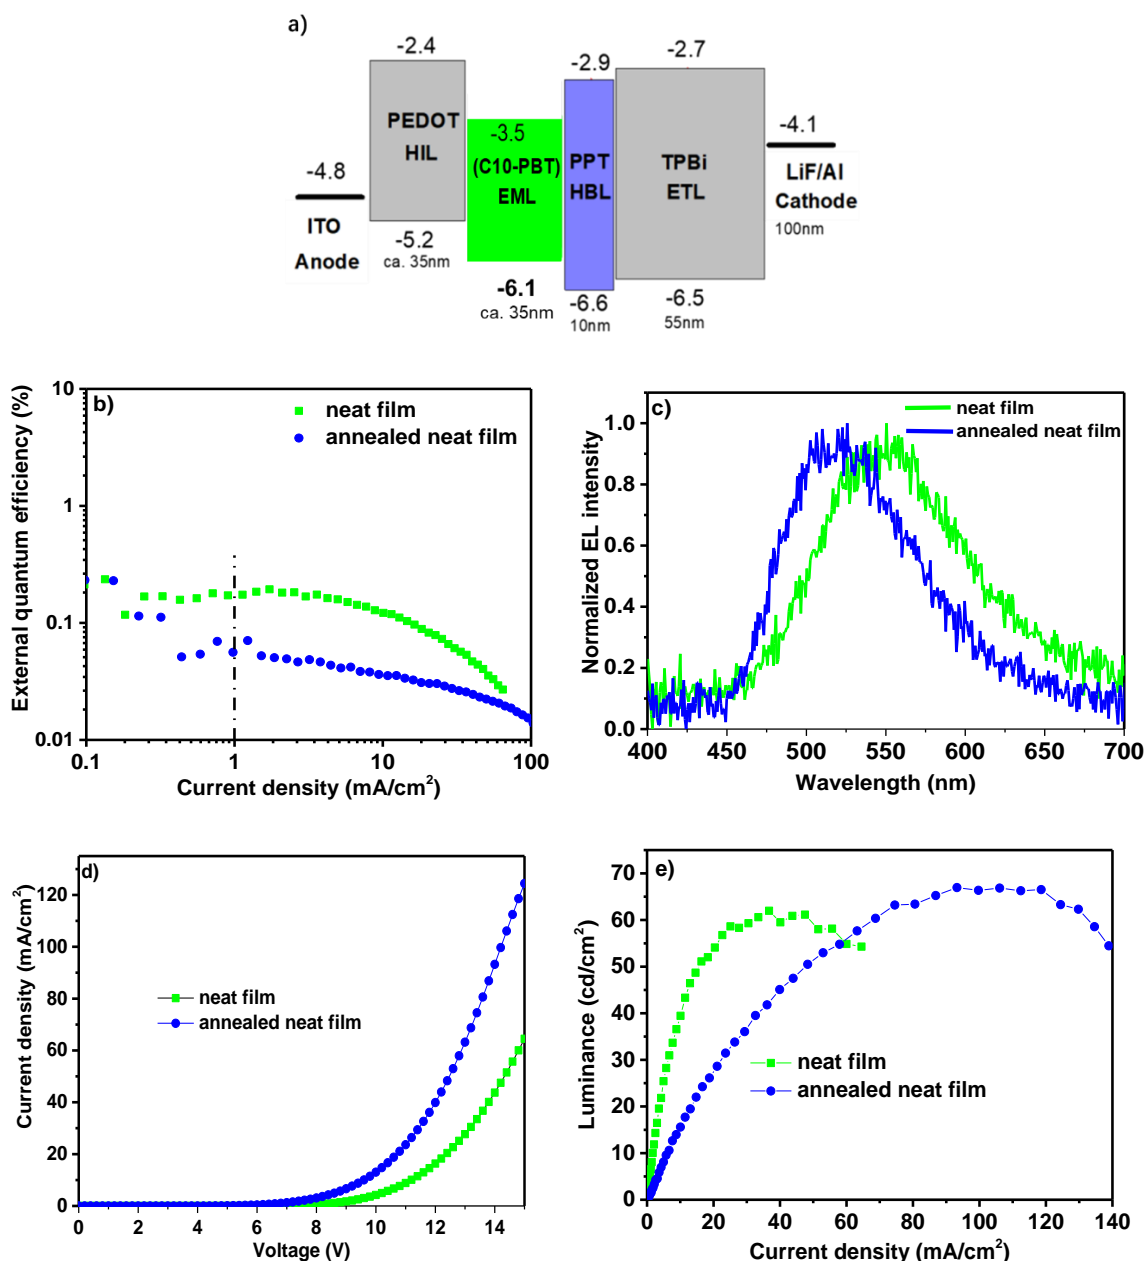 a)
-2.4
-2.9
-2.7
PEDOT
HIL
-3.5
(C10-PBT)
EML
PPT
HBL
TPBi
ETL
-4.1
LiF/Al
Cathode
100nm
-4.8
ITO
Anode
-5.2
ca. 35nm
-6.1
ca. 35nm
-6.6
10nm
-6.5
55nm
b)
neat film
annealed neat film
External quantum efficiency (%)
10
1
0.1
0.01
0.1
1
10
100
Current density (mA/cm²)
c)
neat film
annealed neat film
Normalized EL intensity
1.0
0.8
0.6
0.4
0.2
0.0
400
450
500
550
600
650
700
Wavelength (nm)
d)
neat film
annealed neat film
Current density (mA/cm²)
120
100
80
60
40
20
0
0
2
4
6
8
10
12
14
Voltage (V)
e)
neat film
annealed neat film
Luminance (cd/cm²)
70
60
50
40
30
20
10
0
0
20
40
60
80
100
120
140
Current density (mA/cm²)